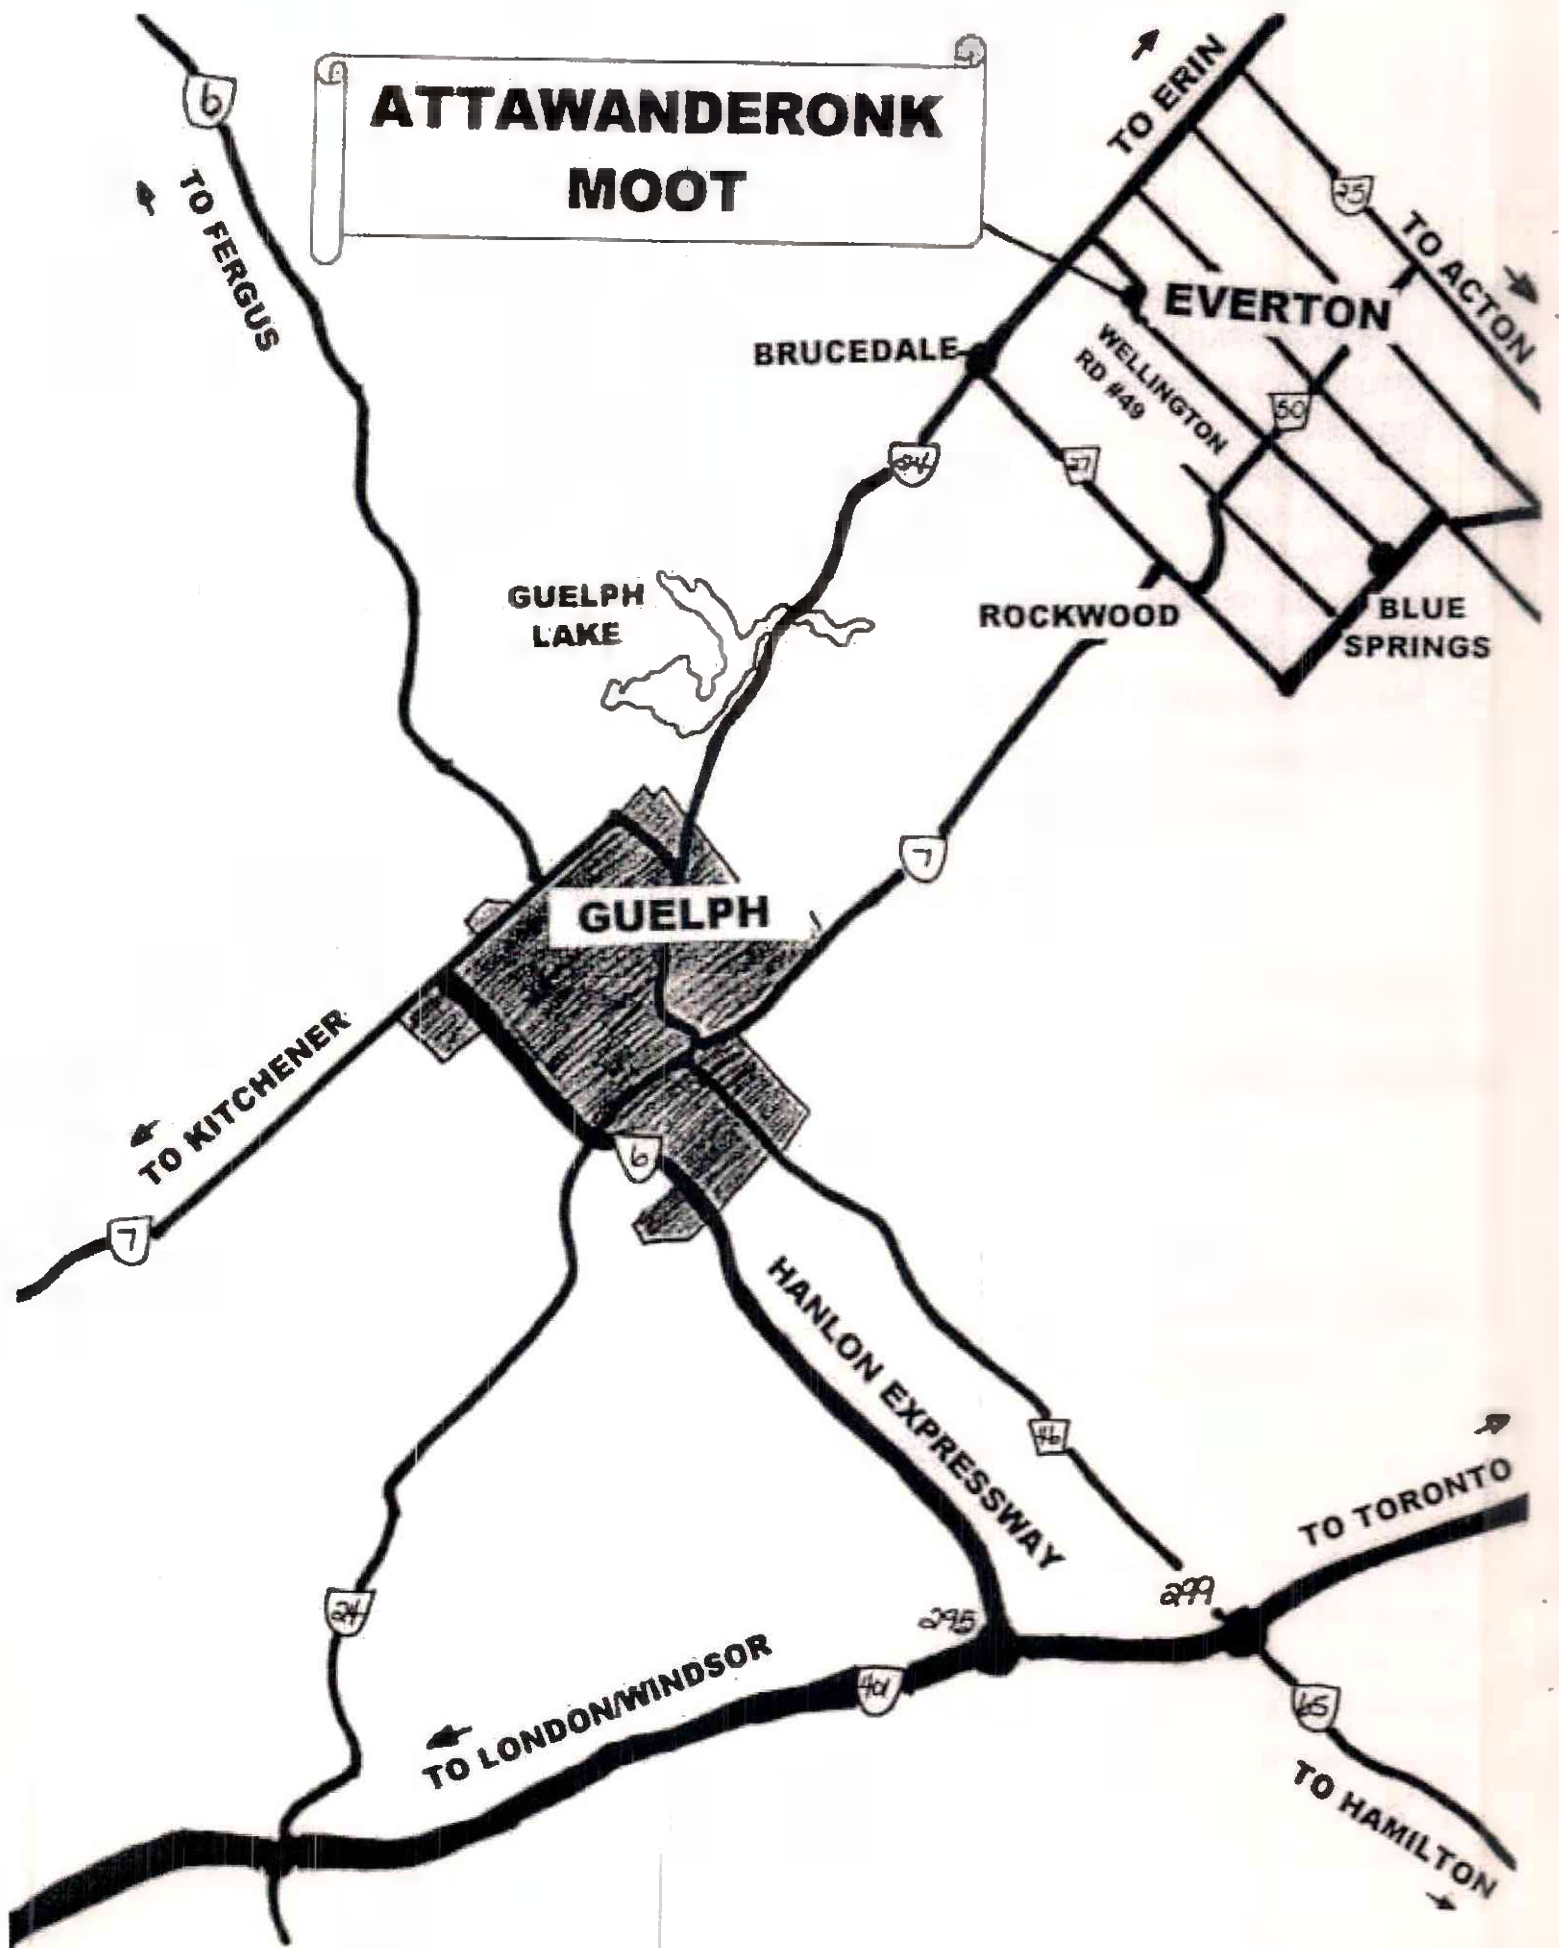 6
ATTAWANDERONK
MOOT
TO ERIN
25
TO FERGUS
TO ACTON
EVERTON
BRUCEDALE
WELLINGTON
RD #49
50
24
27
GUELPH
LAKE
ROCKWOOD
BLUE
SPRINGS
7
GUELPH
TO KITCHENER
6
7
HANLON EXPRESSWAY
46
TO TORONTO
299
295
24
TO LONDON/WINDSOR
401
TO HAMILTON